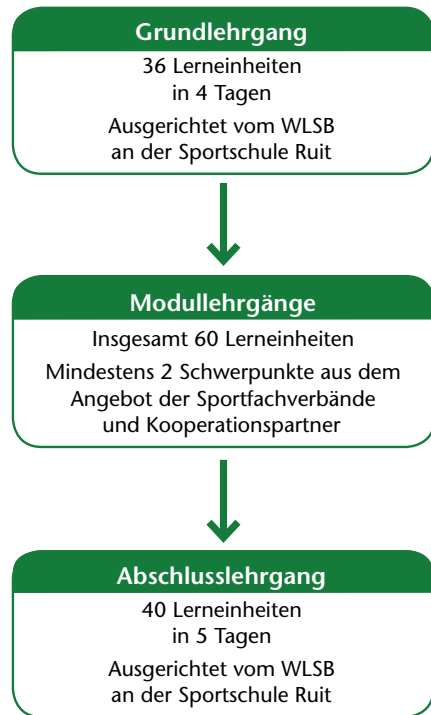 Grundlehrgang
36 Lerneinheiten
in 4 Tagen
Ausgerichtet vom WLSB
an der Sportschule Ruit
Modullehrgänge
Insgesamt 60 Lerneinheiten
Mindestens 2 Schwerpunkte aus dem
Angebot der Sportfachverbände
und Kooperationspartner
Abschlusslehrgang
40 Lerneinheiten
in 5 Tagen
Ausgerichtet vom WLSB
an der Sportschule Ruit